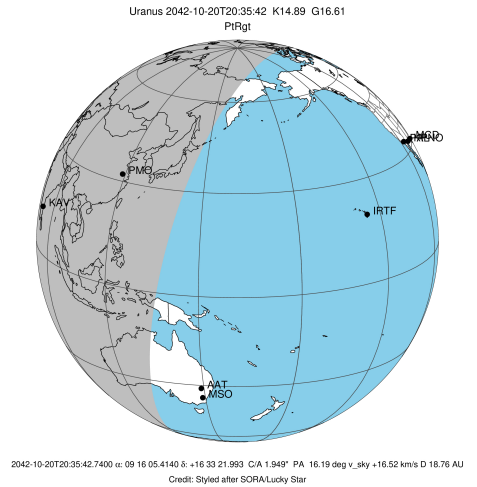 Uranus 2042-10-20T20:35:42 K14.89 G16.61
PtRgt
PMO
KAV
IRTF
AAT
MSO
2042-10-20T20:35:42.7400 α: 09 16 05.4140 δ: +16 33 21.993 C/A 1.949" PA 16.19 deg v_sky +16.52 km/s D 18.76 AU
Credit: Styled after SORA/Lucky Star